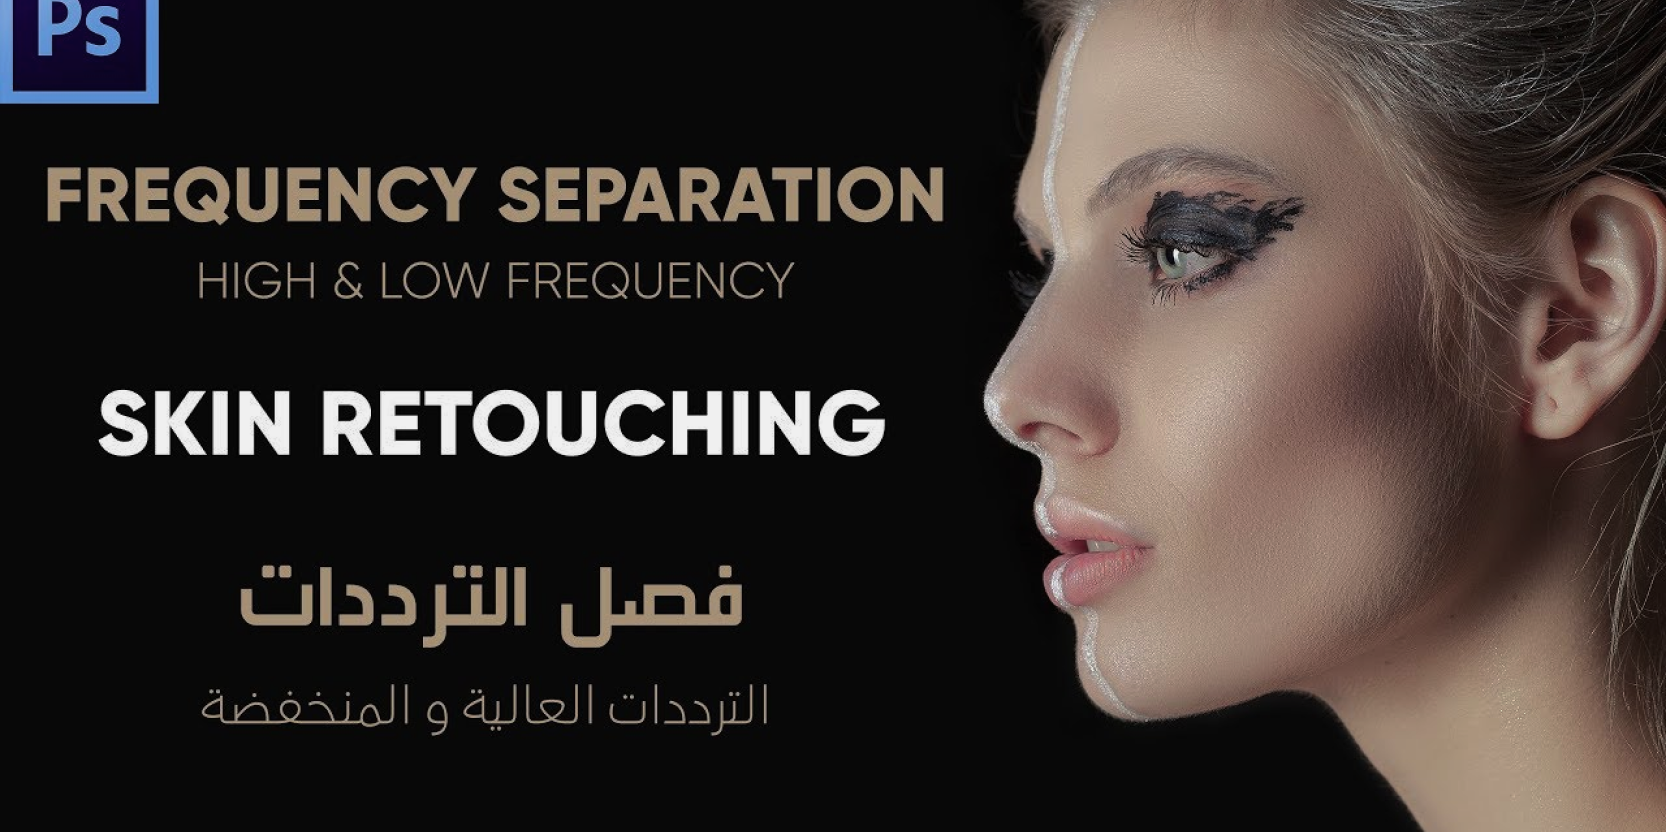 Ps
FREQUENCY SEPARATION
HIGH & LOW FREQUENCY
SKIN RETOUCHING
فصل الترددات
الترددات العالية و المنخفضة